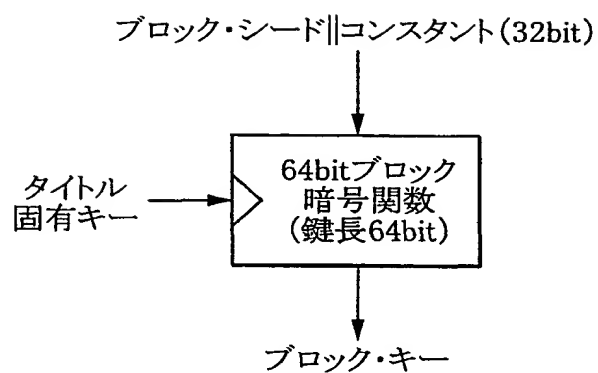 ブロック・シード||コンスタント(32bit)
タイトル
固有キー
64bitブロック
暗号関数
(鍵長64bit)
ブロック・キー